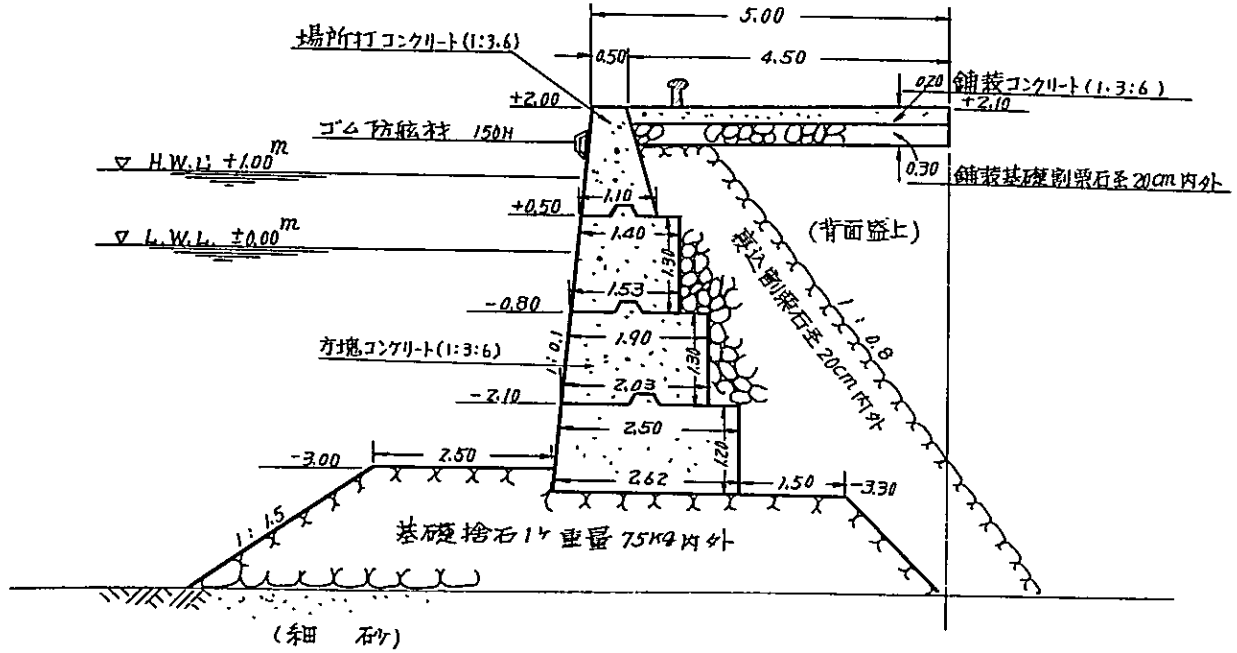 5.00
場所打コンクリート(1:3.6)
0.50
4.50
0.20
舗装コンクリート(1.3:6)
+2.00
+2.10
ゴム防舷材 150H
▽ H.W.L. +1.00m
0.30
舗装基礎割栗石径20cm内外
1.10
+0.50
(背面盛上)
▽ L.W.L. ±0.00m
1.40
1.30
裏込割栗石径20cm内外
1:0.8
1.53
-0.80
1:0.1
1.90
1.30
方塊コンクリート(1:3:6)
2.03
-2.10
2.50
1.20
-3.00
2.50
2.62
1.50
-3.30
1:1.5
基礎捨石1ケ重量 75Kg内外
(細 砂)